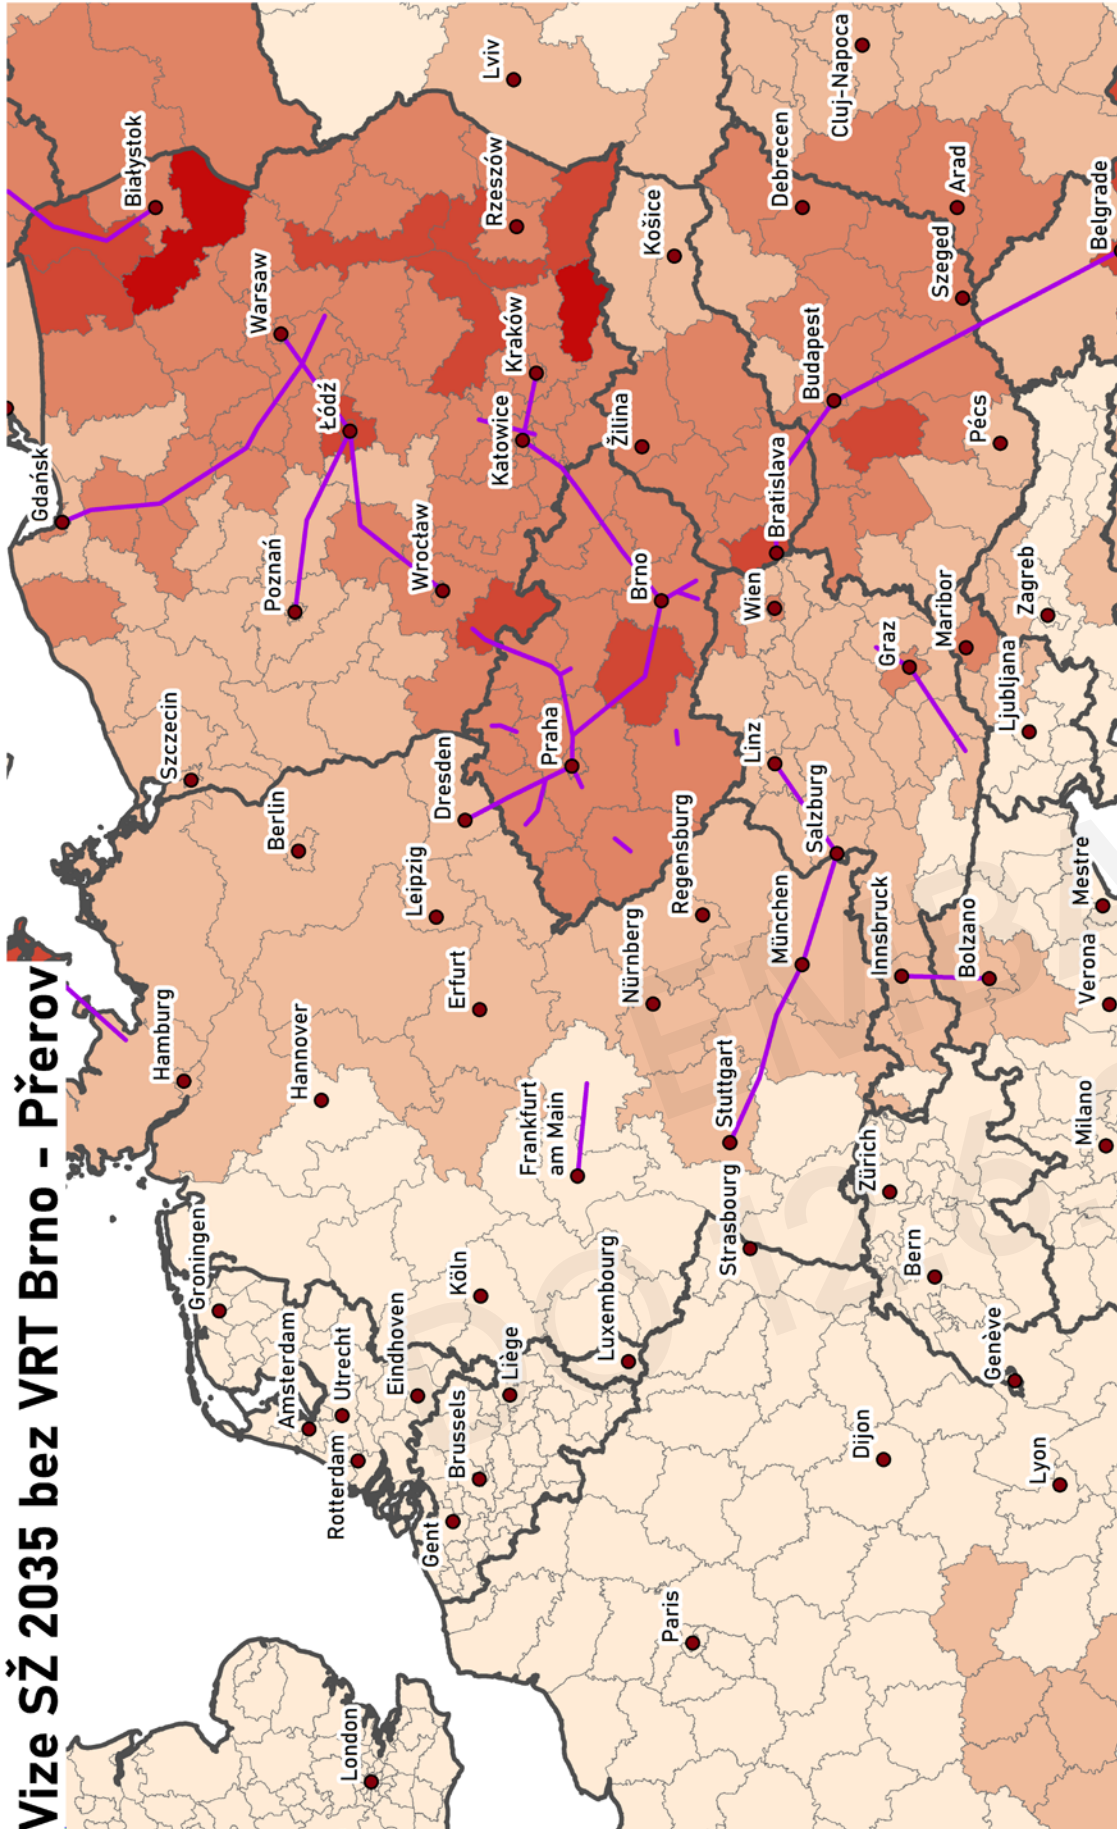 Vize SŽ 2035 bez VRT Brno – Přerov
London
Paris
Gent
Brussels
Rotterdam
Amsterdam
Utrecht
Eindhoven
Liège
Groningen
Köln
Luxembourg
Dijon
Lyon
Genève
Bern
Strasbourg
Zürich
Milano
Hamburg
Hannover
Frankfurt
am Main
Stuttgart
Erfurt
Nürnberg
Leipzig
Berlin
Dresden
Regensburg
München
Innsbruck
Bolzano
Verona
Mestre
Salzburg
Linz
Szczecin
Praha
Poznań
Wrocław
Brno
Wien
Graz
Maribor
Ljubljana
Zagreb
Gdańsk
Łódź
Warsaw
Katowice
Kraków
Žilina
Bratislava
Budapest
Pécs
Białystok
Rzeszów
Košice
Debrecen
Szeged
Arad
Belgrade
Lviv
Cluj-Napoca